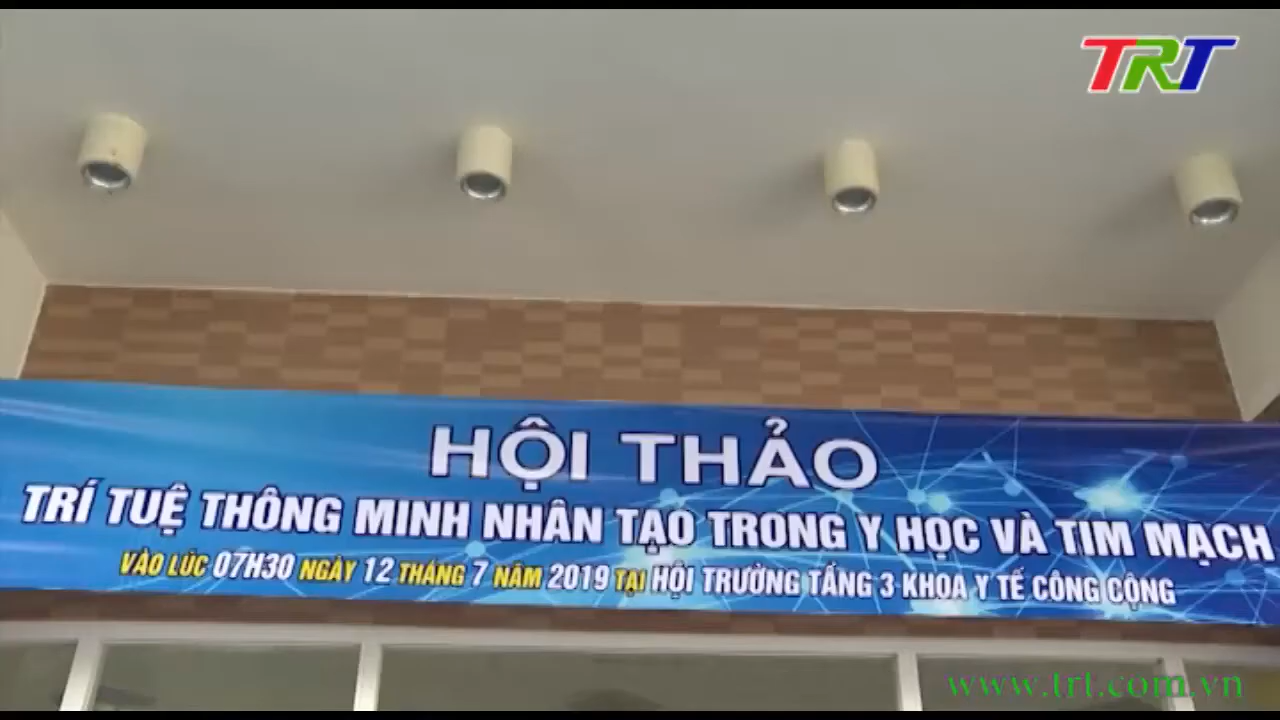 TRT
HỘI THẢO
TRÍ TUỆ THÔNG MINH NHÂN TẠO TRONG Y HỌC VÀ TIM MẠCH
VÀO LÚC 07H30 NGÀY 12 THÁNG 7 NĂM 2019 TẠI HỘI TRƯỜNG TẦNG 3 KHOA Y TẾ CÔNG CỘNG
www.trt.com.vn